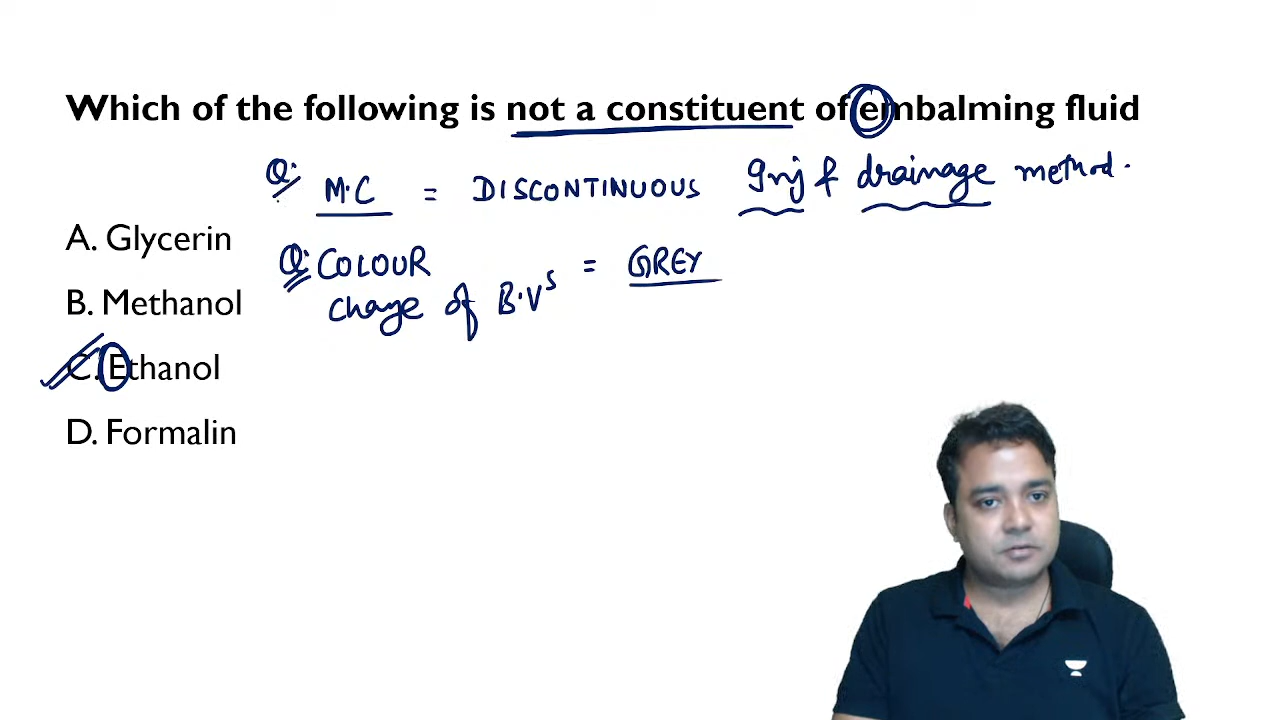 Which of the following is not a constituent of embalming fluid
Q: M.C = DISCONTINUOUS Inj & drainage method.
A. Glycerin
Q: COLOUR = GREY
change of B.Vs
B. Methanol
C. Ethanol
D. Formalin